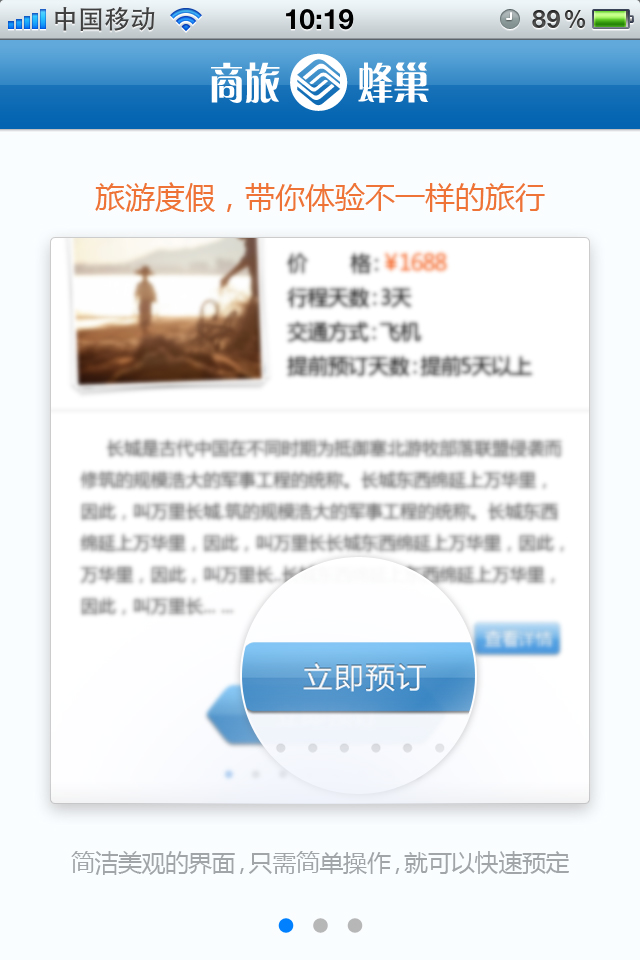 中国移动
10:19
89%
商旅 蜂巢
旅游度假，带你体验不一样的旅行
价 格:¥1688
行程天数:3天
交通方式:飞机
提前预订天数:提前5天以上
长城是古代中国在不同时期为抵御塞北游牧部落联盟侵袭而
修筑的规模浩大的军事工程的统称。长城东西绵延上万华里，
因此，叫万里长城.筑的规模浩大的军事工程的统称。长城东西
绵延上万华里，因此，叫万里长长城东西绵延上万华里，因此，
万华里，因此，叫万里长..长城东西绵延上东西绵延上万华里，
因此，叫万里长... ...
查看详情
立即预订
简洁美观的界面,只需简单操作,就可以快速预定